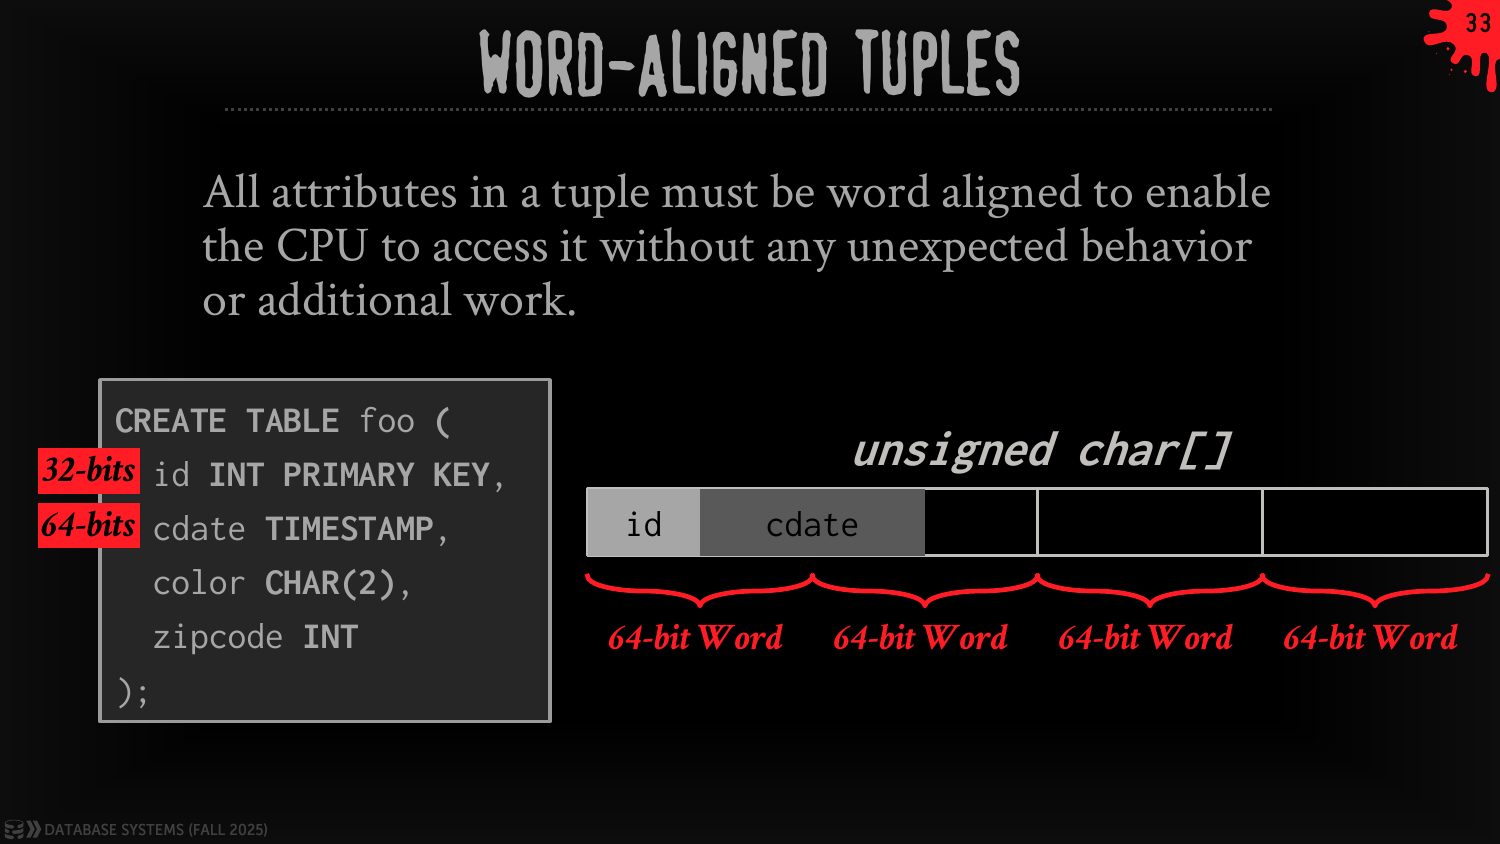 33
WORD-ALIGNED TUPLES
All attributes in a tuple must be word aligned to enable
the CPU to access it without any unexpected behavior
or additional work.
CREATE TABLE foo (
32-bits id INT PRIMARY KEY,
64-bits cdate TIMESTAMP,
color CHAR(2),
zipcode INT
);
unsigned char[]
id cdate
64-bit Word 64-bit Word 64-bit Word 64-bit Word
DATABASE SYSTEMS (FALL 2025)